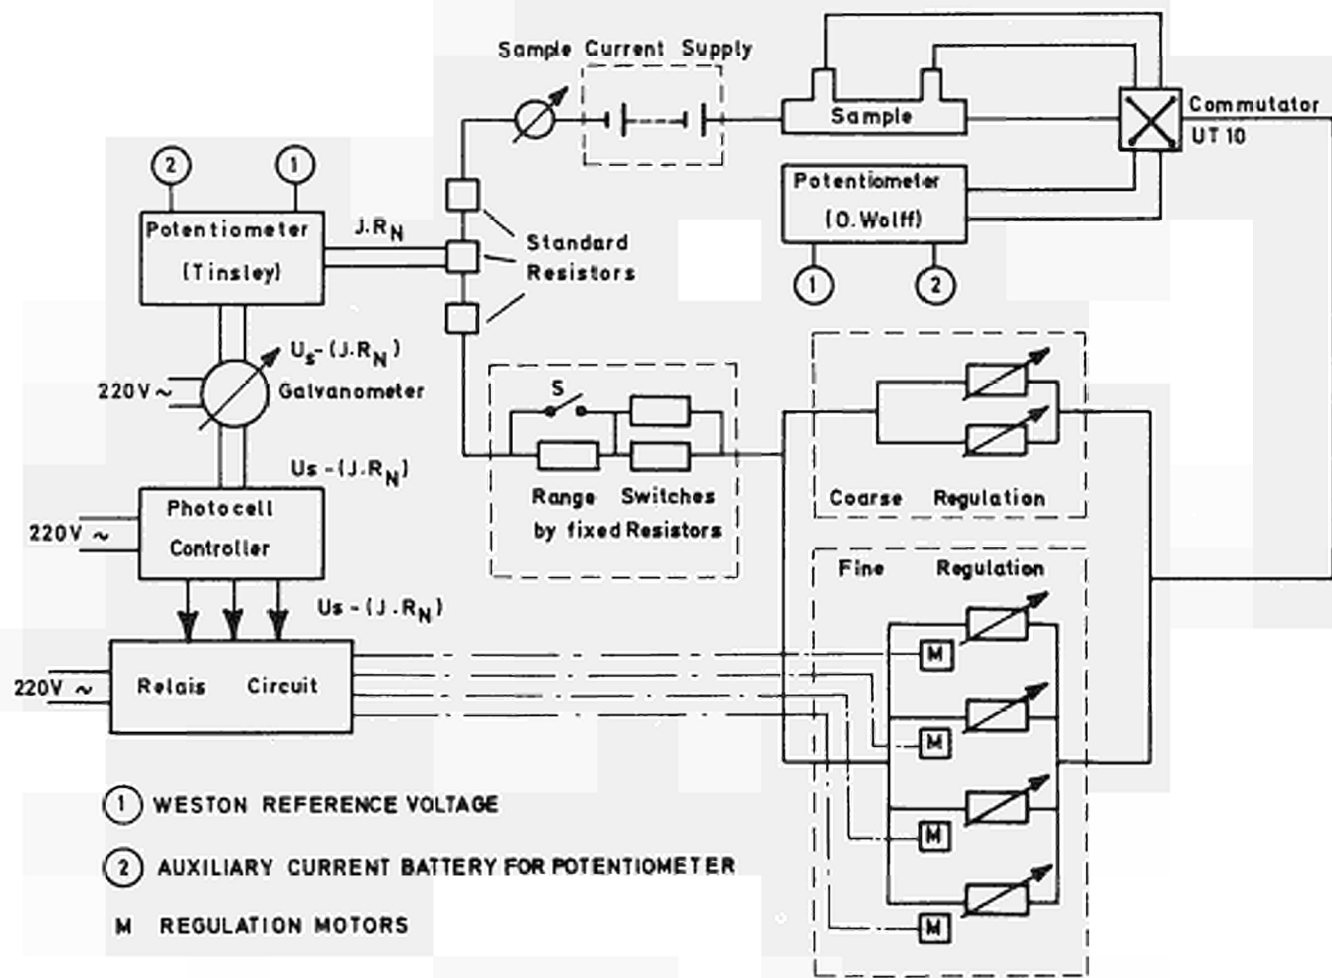 Sample Current Supply
Sample
Commutator
UT 10
2
1
Potentiometer
(Tinsley)
J.RN
Standard
Resistors
Potentiometer
(O. Wolff)
1
2
Us-(J.RN)
220V ~
Galvanometer
S
Us-(J.RN)
Range Switches
by fixed Resistors
Coarse Regulation
Photocell
Controller
220V ~
Fine Regulation
Us-(J.RN)
M
Relais Circuit
220V ~
M
M
M
1 WESTON REFERENCE VOLTAGE
2 AUXILIARY CURRENT BATTERY FOR POTENTIOMETER
M REGULATION MOTORS